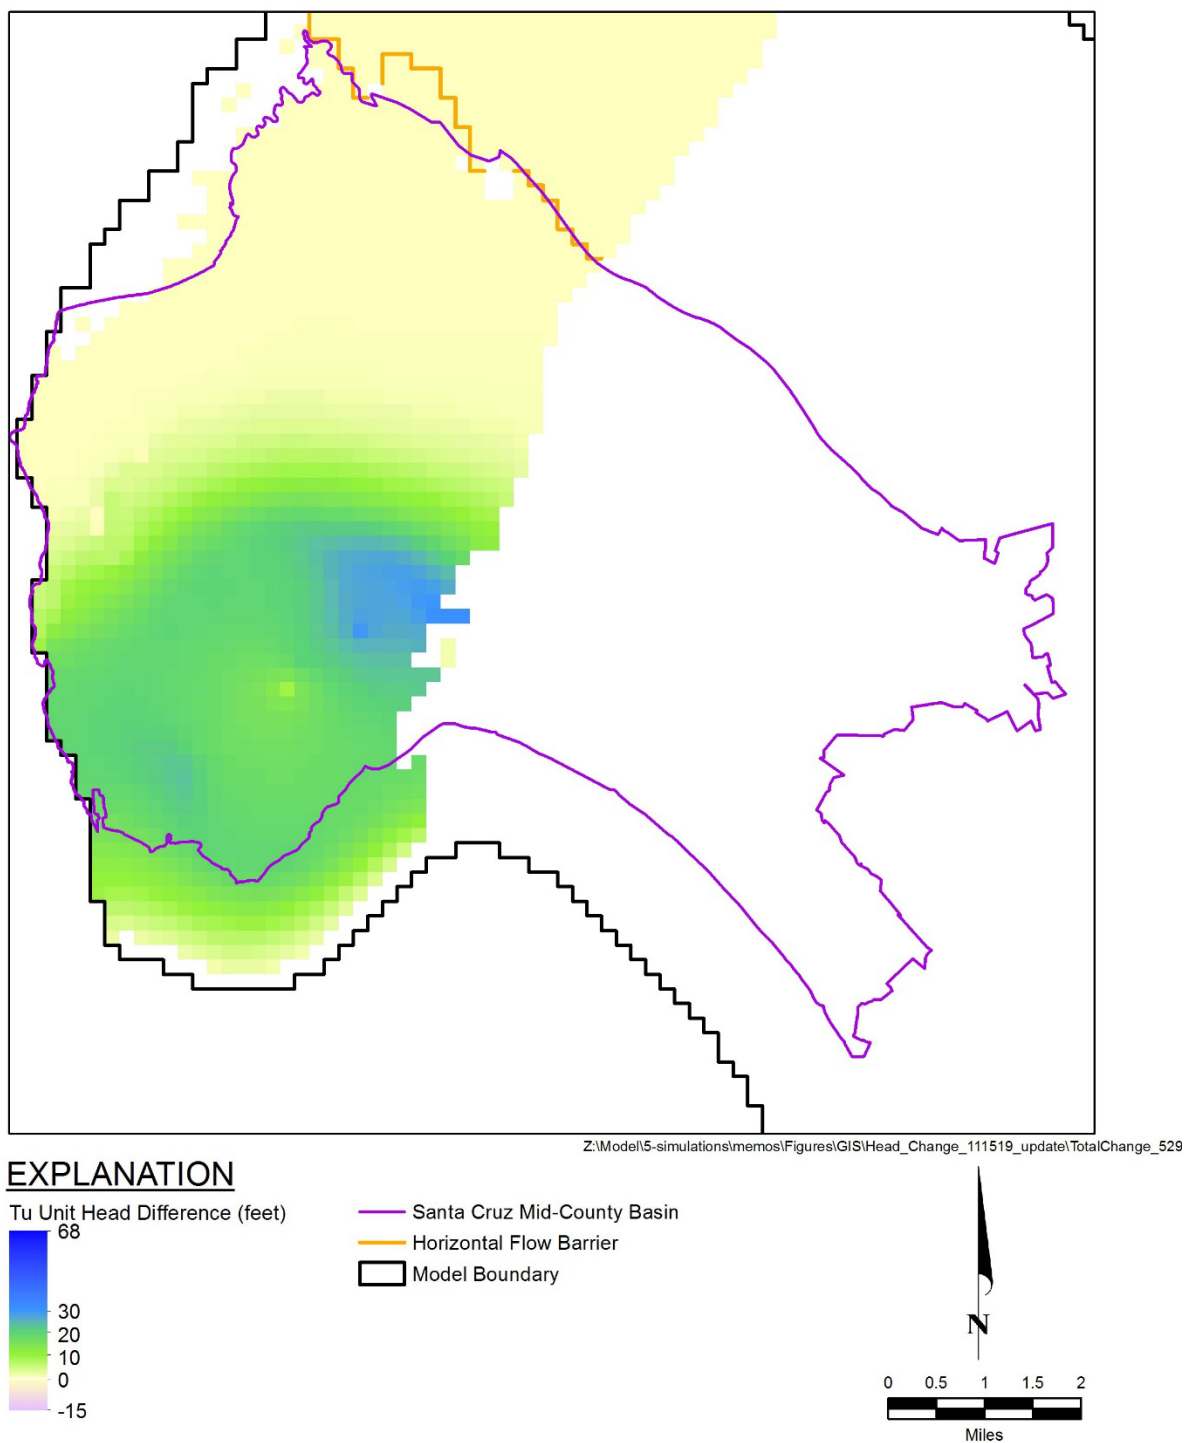 Z:\Model\5-simulations\memos\Figures\GIS\Head_Change_111519_update\TotalChange_529
EXPLANATION
Tu Unit Head Difference (feet)
68
30
20
10
0
-15
Santa Cruz Mid-County Basin
Horizontal Flow Barrier
Model Boundary
N
0 0.5 1 1.5 2
Miles